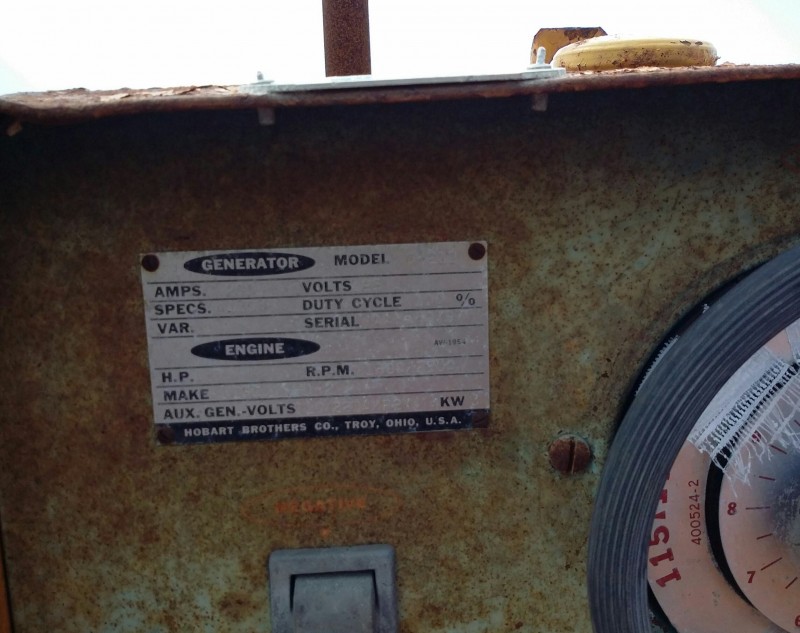 GENERATOR MODEL
AMPS. VOLTS
SPECS. DUTY CYCLE %
VAR. SERIAL
ENGINE
H.P. R.P.M.
MAKE
AUX. GEN.-VOLTS KW
HOBART BROTHERS CO., TROY, OHIO, U.S.A.
NEGATIVE
400524-2
8
7